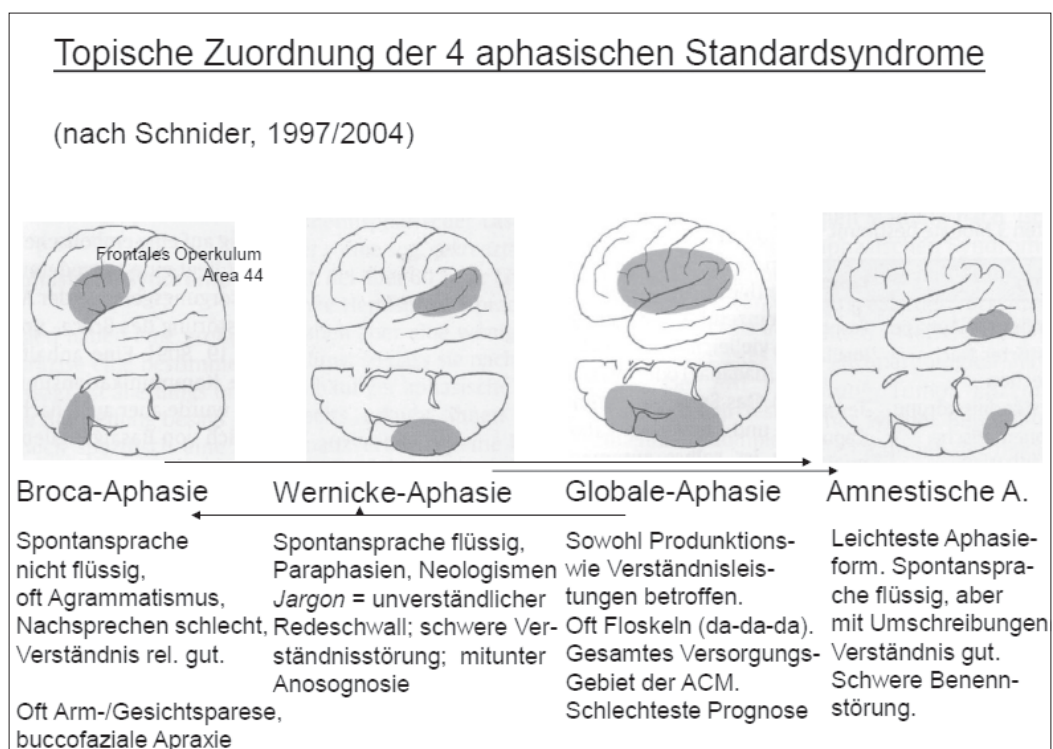 Topische Zuordnung der 4 aphasischen Standardsyndrome
(nach Schnider, 1997/2004)
Frontales Operkulum
Area 44
Broca-Aphasie
Spontansprache
nicht flüssig,
oft Agrammatismus,
Nachsprechen schlecht,
Verständnis rel. gut.
Oft Arm-/Gesichtsparese,
buccofaziale Apraxie
Wernicke-Aphasie
Spontansprache flüssig,
Paraphasien, Neologismen
Jargon = unverständlicher
Redeschwall; schwere Ver-
ständnisstörung; mitunter
Anosognosie
Globale-Aphasie
Sowohl Produnktions-
wie Verständnisleis-
tungen betroffen.
Oft Floskeln (da-da-da).
Gesamtes Versorgungs-
Gebiet der ACM.
Schlechteste Prognose
Amnestische A.
Leichteste Aphasie-
form. Spontanspra-
che flüssig, aber
mit Umschreibungen
Verständnis gut.
Schwere Benenn-
störung.